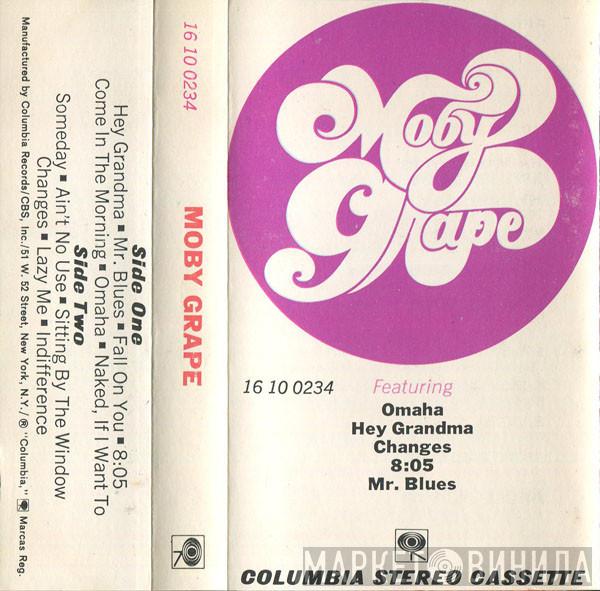 Moby
Grape
16 10 0234
Featuring
Omaha
Hey Grandma
Changes
8:05
Mr. Blues
COLUMBIA STEREO CASSETTE
16 10 0234
MOBY GRAPE
Side One
Hey Grandma ▪ Mr. Blues ▪ Fall On You ▪ 8:05
Come In The Morning ▪ Omaha ▪ Naked, If I Want To
Side Two
Someday ▪ Ain't No Use ▪ Sitting By The Window
Changes ▪ Lazy Me ▪ Indifference
Manufactured by Columbia Records/CBS, Inc./51 W. 52 Street, New York, N.Y./® "Columbia," Marcas Reg.
МАРКЕТ ВИНИЛА